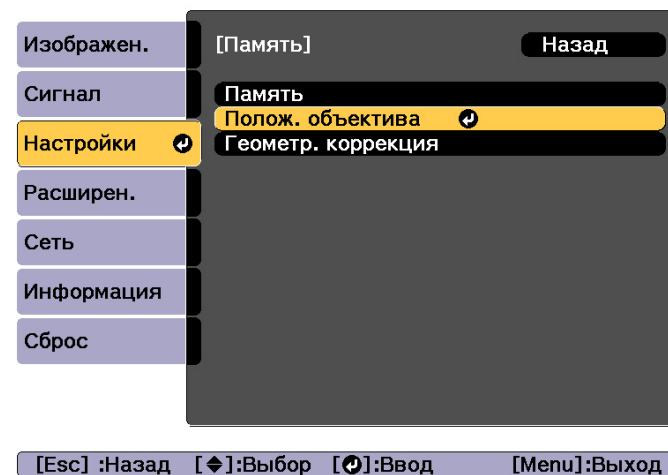 Изображен.
Сигнал
Настройки
Расширен.
Сеть
Информация
Сброс
[Память] Назад
Память
Полож. объектива
Геометр. коррекция
[Esc] :Назад [◆]:Выбор [⏎]:Ввод [Menu]:Выход